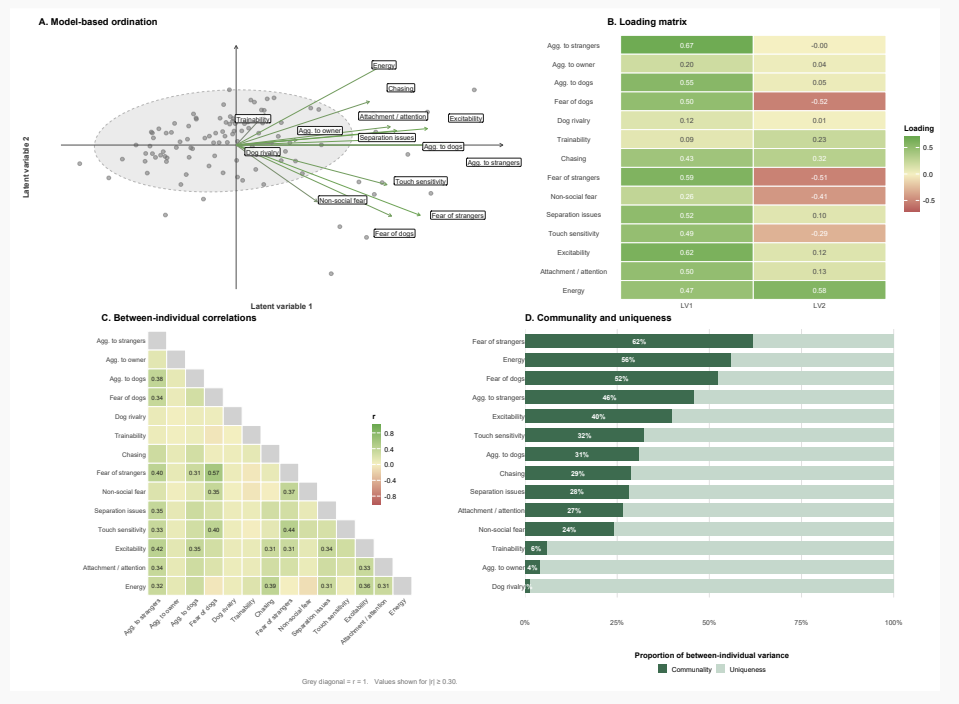 A. Model-based ordination
Energy
Chasing
Attachment / attention
Excitability
Trainability
Agg. to owner
Separation issues
Agg. to dogs
Dog rivalry
Agg. to strangers
Touch sensitivity
Non-social fear
Fear of strangers
Fear of dogs
Latent variable 2
Latent variable 1
B. Loading matrix
Agg. to strangers 0.67 -0.00
Agg. to owner 0.20 0.04
Agg. to dogs 0.55 0.05
Fear of dogs 0.50 -0.52
Dog rivalry 0.12 0.01
Trainability 0.09 0.23
Chasing 0.43 0.32
Fear of strangers 0.59 -0.51
Non-social fear 0.26 -0.41
Separation issues 0.52 0.10
Touch sensitivity 0.49 -0.29
Excitability 0.62 0.12
Attachment / attention 0.50 0.13
Energy 0.47 0.58
LV1 LV2
Loading
0.5
0.0
-0.5
C. Between-individual correlations
Agg. to strangers
Agg. to owner
Agg. to dogs 0.38
Fear of dogs 0.34
Dog rivalry
Trainability
Chasing
Fear of strangers 0.40 0.31 0.57
Non-social fear 0.35 0.37
Separation issues 0.35
Touch sensitivity 0.33 0.40 0.44
Excitability 0.42 0.35 0.31 0.31 0.34
Attachment / attention 0.34 0.33
Energy 0.32 0.39 0.31 0.36 0.31
Agg. to strangers
Agg. to owner
Agg. to dogs
Fear of dogs
Dog rivalry
Trainability
Chasing
Fear of strangers
Non-social fear
Separation issues
Touch sensitivity
Excitability
Attachment / attention
Energy
r
0.8
0.4
0.0
-0.4
-0.8
Grey diagonal = r = 1. Values shown for |r| ≥ 0.30.
D. Communality and uniqueness
Fear of strangers 62%
Energy 56%
Fear of dogs 52%
Agg. to strangers 46%
Excitability 40%
Touch sensitivity 32%
Agg. to dogs 31%
Chasing 29%
Separation issues 28%
Attachment / attention 27%
Non-social fear 24%
Trainability 6%
Agg. to owner 4%
Dog rivalry
0% 25% 50% 75% 100%
Proportion of between-individual variance
Communality Uniqueness